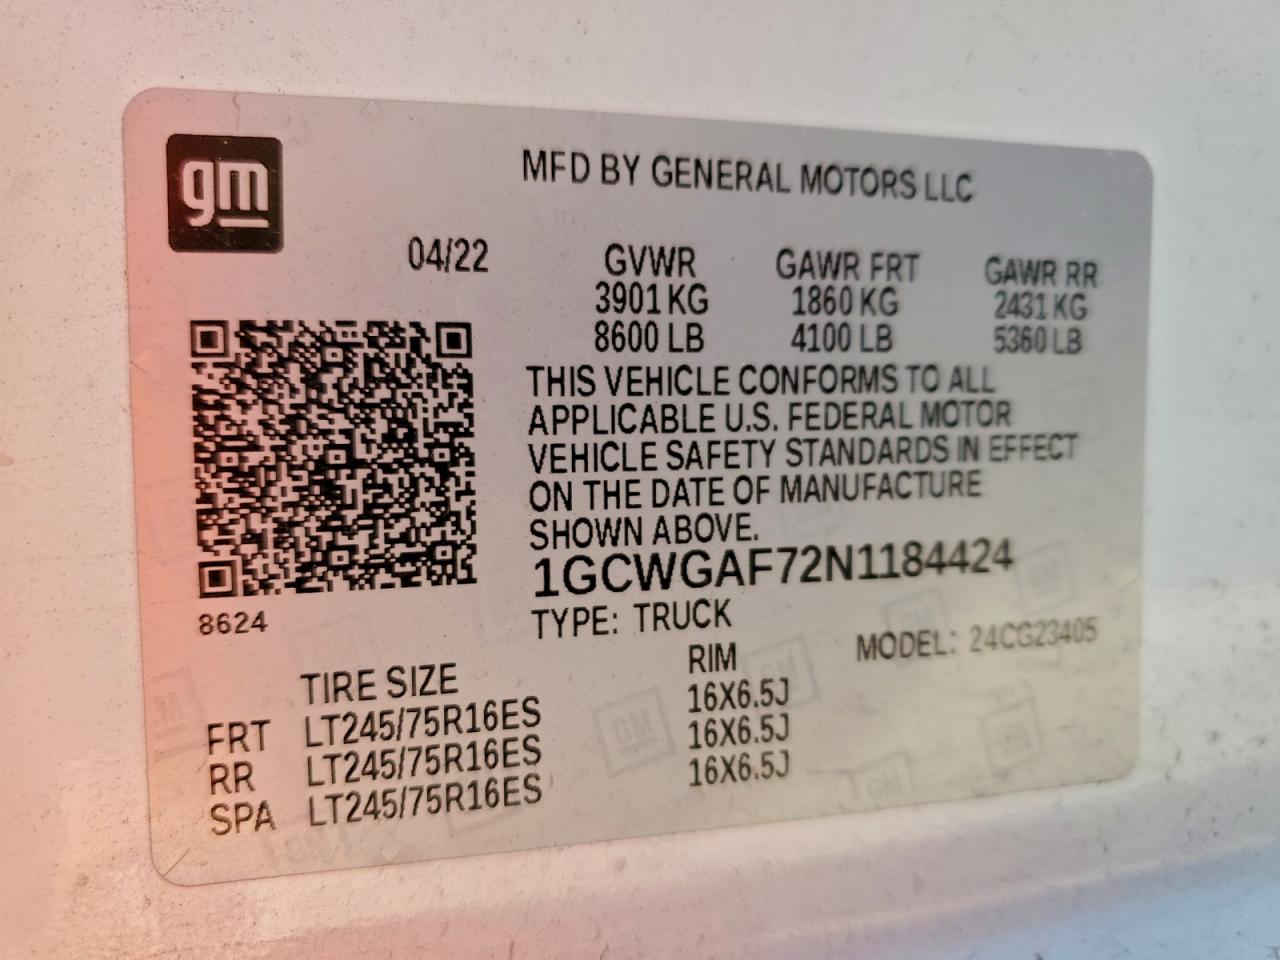 gm
MFD BY GENERAL MOTORS LLC
04/22
GVWR GAWR FRT GAWR RR
3901 KG 1860 KG 2431 KG
8600 LB 4100 LB 5360 LB
THIS VEHICLE CONFORMS TO ALL
APPLICABLE U.S. FEDERAL MOTOR
VEHICLE SAFETY STANDARDS IN EFFECT
ON THE DATE OF MANUFACTURE
SHOWN ABOVE.
1GCWGAF72N1184424
8624
TYPE: TRUCK MODEL: 24CG23405
TIRE SIZE RIM
FRT LT245/75R16ES 16X6.5J
RR LT245/75R16ES 16X6.5J
SPA LT245/75R16ES 16X6.5J